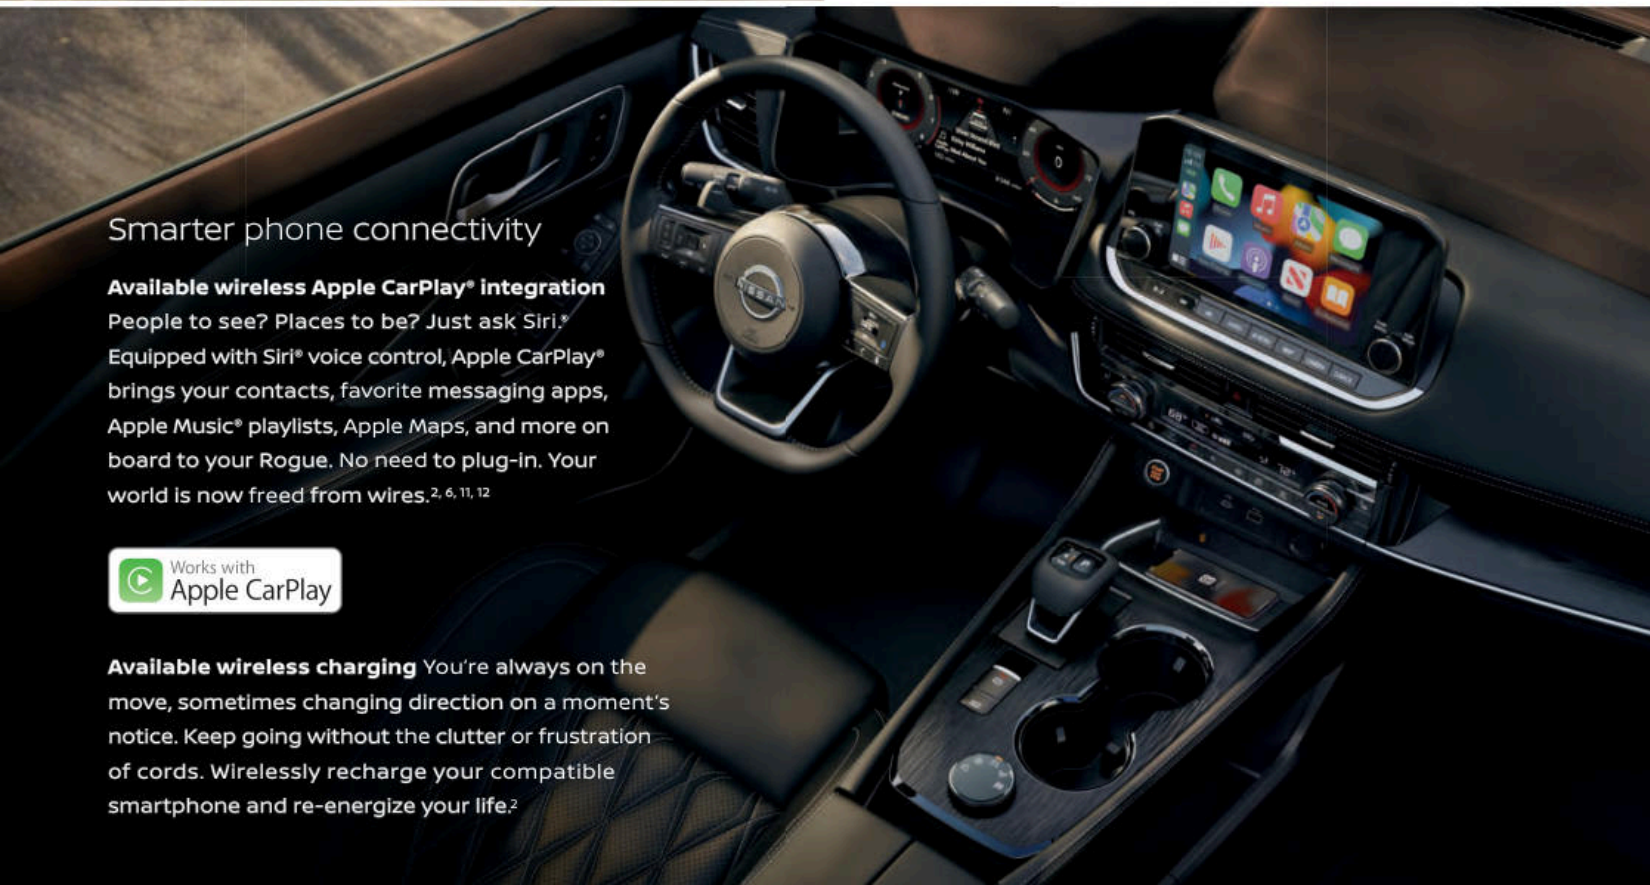 Smarter phone connectivity
Available wireless Apple CarPlay® integration
People to see? Places to be? Just ask Siri.®
Equipped with Siri® voice control, Apple CarPlay®
brings your contacts, favorite messaging apps,
Apple Music® playlists, Apple Maps, and more on
board to your Rogue. No need to plug-in. Your
world is now freed from wires.2, 6, 11, 12
Works with
Apple CarPlay
Available wireless charging You’re always on the
move, sometimes changing direction on a moment’s
notice. Keep going without the clutter or frustration
of cords. Wirelessly recharge your compatible
smartphone and re-energize your life.2
NISSAN
0
68°
72°